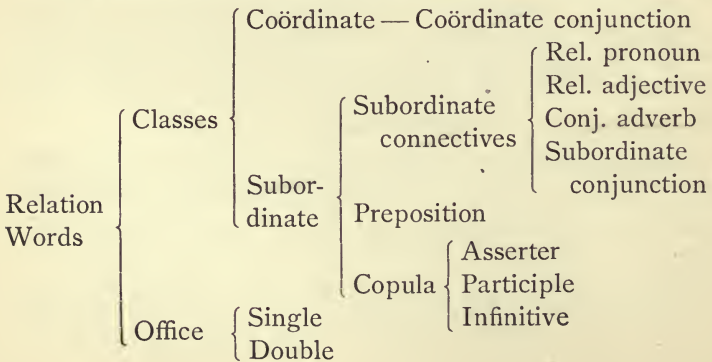 Coördinate — Coördinate conjunction
Rel. pronoun
Rel. adjective
Subordinate
Classes
Conj. adverb
connectives
Subordinate
conjunction
Relation
Words
Subor-
dinate
Preposition
Asserter
Copula
Participle
Infinitive
Office
Single
Double